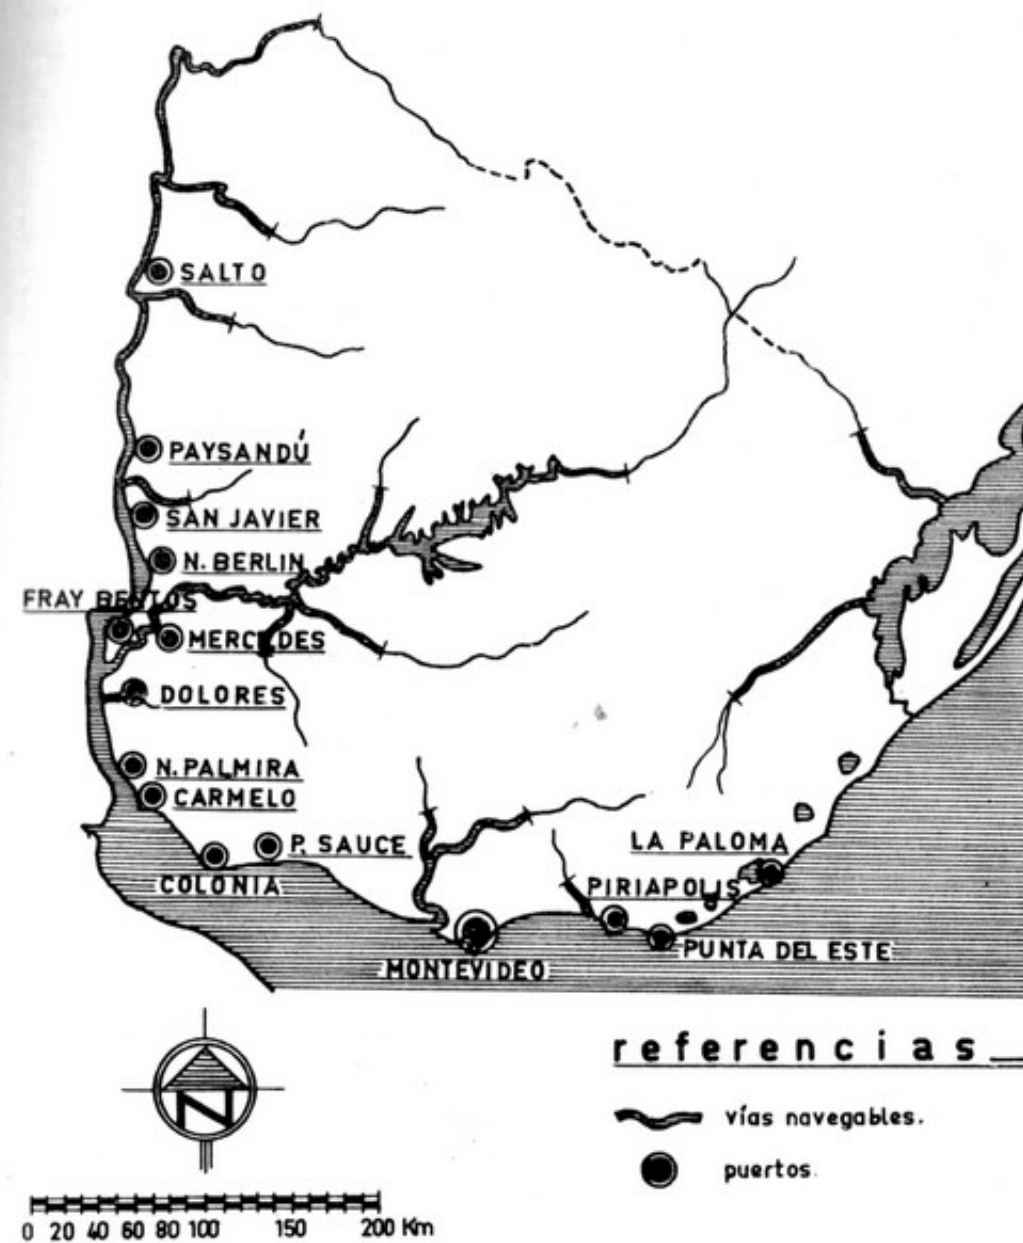 SALTO
PAYSANDÚ
SAN JAVIER
N. BERLIN
FRAY BENTOS
MERCEDES
DOLORES
N. PALMIRA
CARMELO
P. SAUCE
COLONIA
LA PALOMA
PIRIAPOLIS
PUNTA DEL ESTE
MONTEVIDEO
N
referencias
vías navegables.
puertos.
0 20 40 60 80 100 150 200 Km